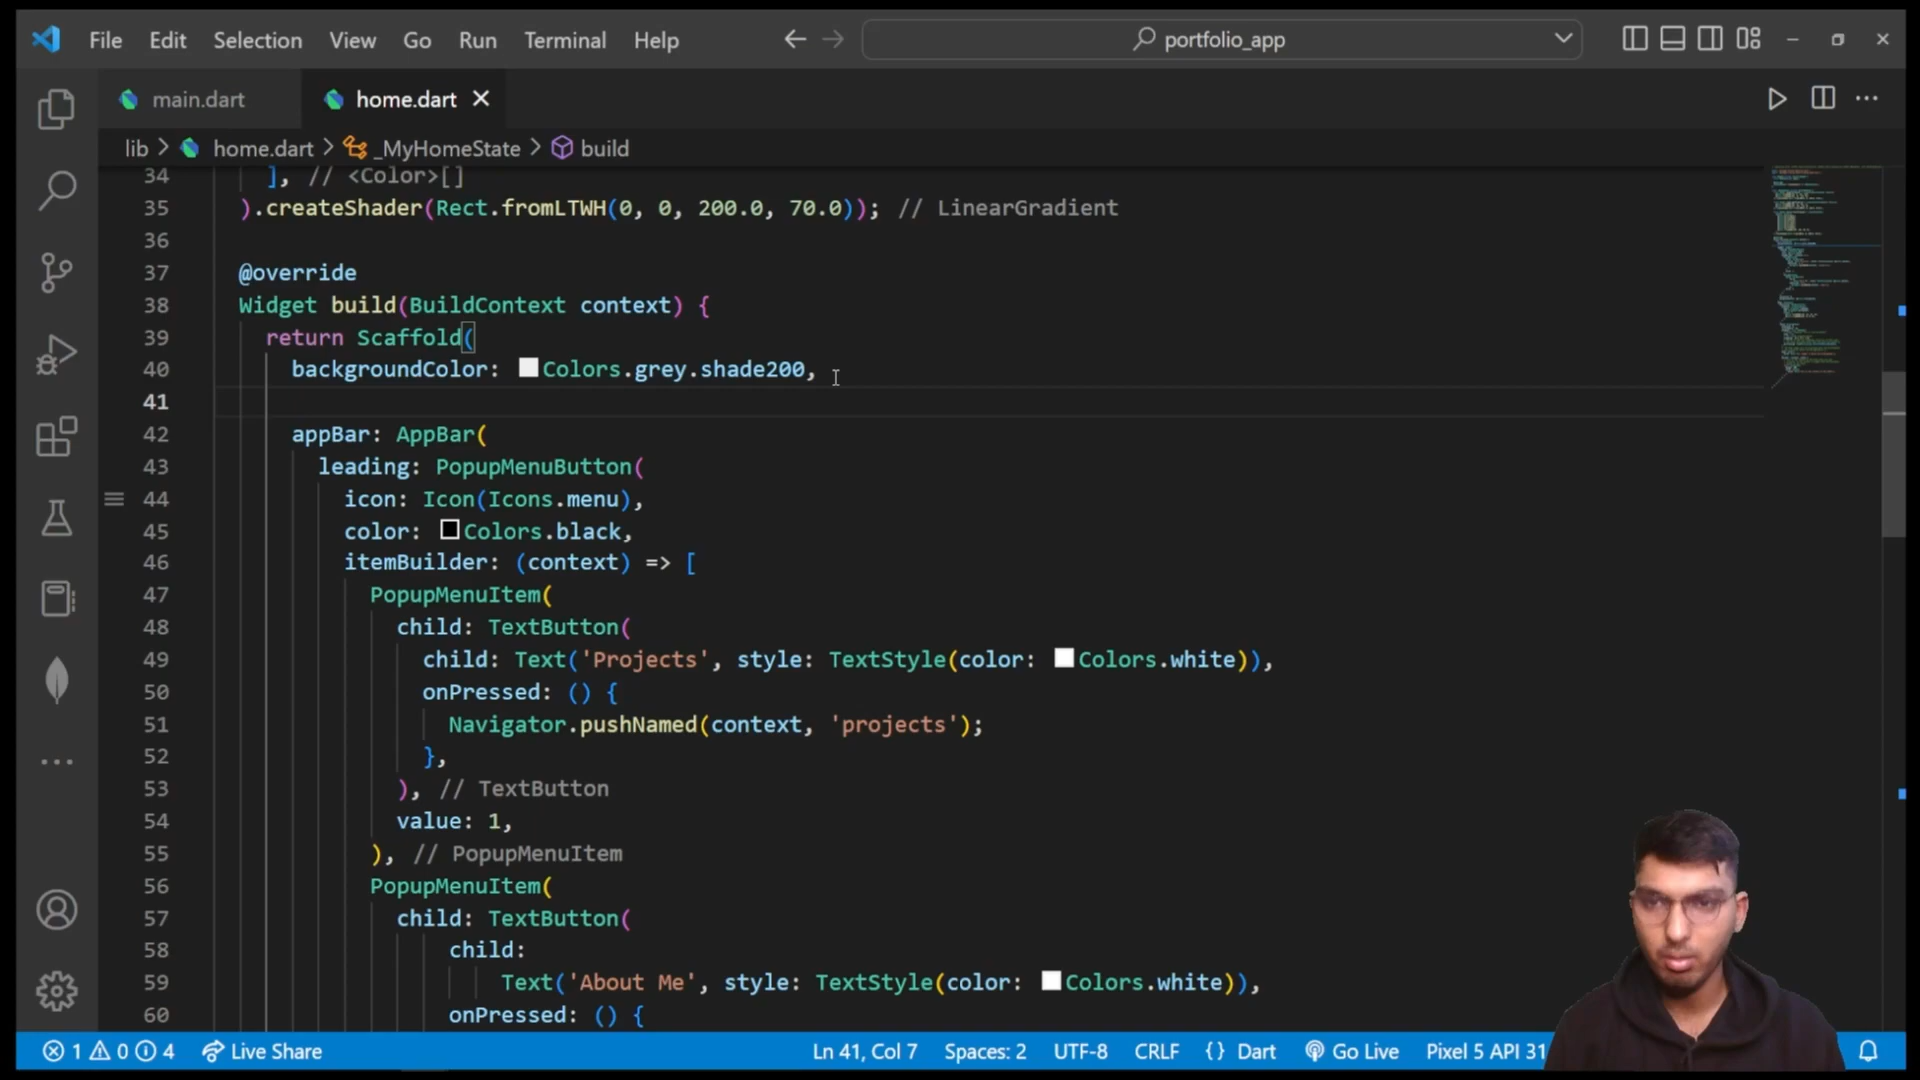 File Edit Selection View Go Run Terminal Help portfolio_app
main.dart home.dart
lib > home.dart > _MyHomeState > build
34 ], // <Color>[]
35 ).createShader(Rect.fromLTWH(0, 0, 200.0, 70.0)); // LinearGradient
36
37 @override
38 Widget build(BuildContext context) {
39 return Scaffold(
40 backgroundColor: Colors.grey.shade200,
41
42 appBar: AppBar(
43 leading: PopupMenuButton(
44 icon: Icon(Icons.menu),
45 color: Colors.black,
46 itemBuilder: (context) => [
47 PopupMenuItem(
48 child: TextButton(
49 child: Text('Projects', style: TextStyle(color: Colors.white)),
50 onPressed: () {
51 Navigator.pushNamed(context, 'projects');
52 },
53 ), // TextButton
54 value: 1,
55 ), // PopupMenuItem
56 PopupMenuItem(
57 child: TextButton(
58 child:
59 Text('About Me', style: TextStyle(color: Colors.white)),
60 onPressed: () {
1 0 4 Live Share Ln 41, Col 7 Spaces: 2 UTF-8 CRLF {} Dart Go Live Pixel 5 API 31